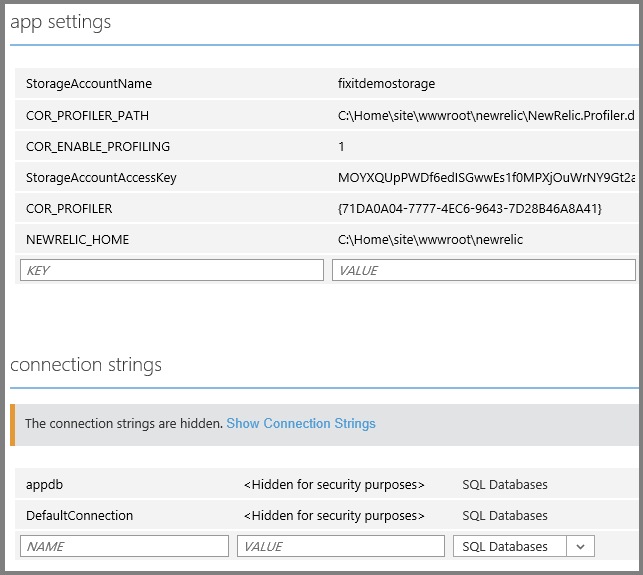 app settings
StorageAccountName fixitdemostorage
COR_PROFILER_PATH C:\Home\site\wwwroot\newrelic\NewRelic.Profiler.d
COR_ENABLE_PROFILING 1
StorageAccountAccessKey MOYXQUpPWDf6edISGwwEs1f0MPXjOuWrNY9Gt2a
COR_PROFILER {71DA0A04-7777-4EC6-9643-7D28B46A8A41}
NEWRELIC_HOME C:\Home\site\wwwroot\newrelic
KEY VALUE
connection strings
The connection strings are hidden. Show Connection Strings
appdb <Hidden for security purposes> SQL Databases
DefaultConnection <Hidden for security purposes> SQL Databases
NAME VALUE SQL Databases